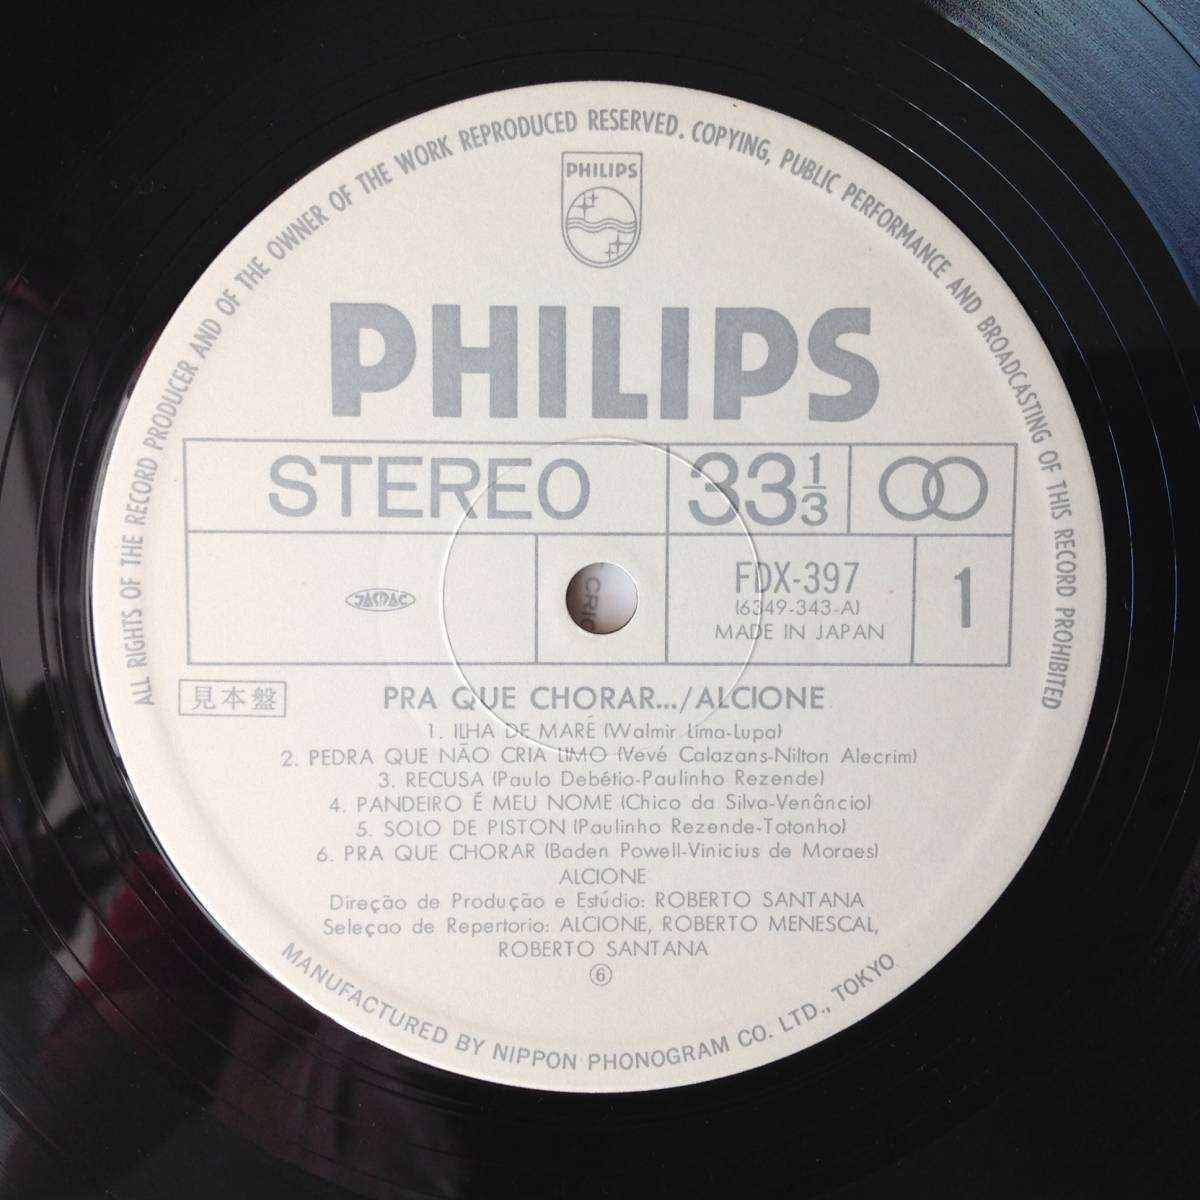 ALL RIGHTS OF THE RECORD PRODUCER AND OF THE OWNER OF THE WORK REPRODUCED RESERVED. COPYING, PUBLIC PERFORMANCE AND BROADCASTING OF THIS RECORD PROHIBITED
PHILIPS
PHILIPS
STEREO
33 1/3
JASRAC
CRIO
FDX-397
(6349-343-A)
MADE IN JAPAN
1
見本盤
PRA QUE CHORAR.../ALCIONE
1. ILHA DE MARÉ (Walmir Lima-Lupa)
2. PEDRA QUE NÃO CRIA LIMO (Vevé Calazans-Nilton Alecrim)
3. RECUSA (Paulo Debétio-Paulinho Rezende)
4. PANDEIRO É MEU NOME (Chico da Silva-Venâncio)
5. SOLO DE PISTON (Paulinho Rezende-Totonho)
6. PRA QUE CHORAR (Baden Powell-Vinicius de Moraes)
ALCIONE
Direção de Produção e Estúdio: ROBERTO SANTANA
Seleçao de Repertorio: ALCIONE, ROBERTO MENESCAL,
ROBERTO SANTANA
⑥
MANUFACTURED BY NIPPON PHONOGRAM CO. LTD., TOKYO